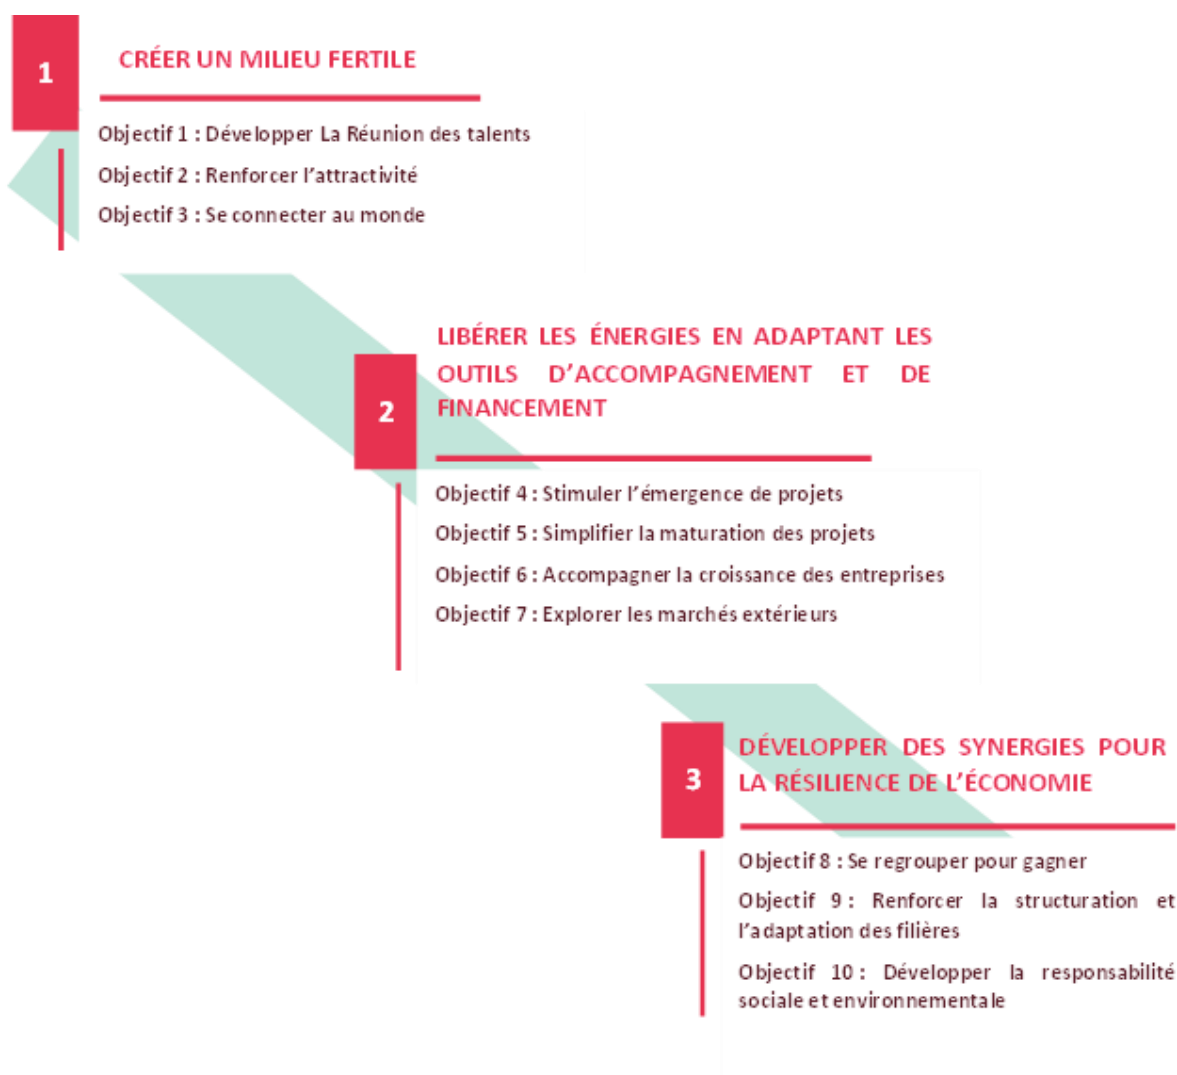 1
CRÉER UN MILIEU FERTILE
Objectif 1 : Développer La Réunion des talents
Objectif 2 : Renforcer l'attractivité
Objectif 3 : Se connecter au monde
2
LIBÉRER LES ÉNERGIES EN ADAPTANT LES
OUTILS D'ACCOMPAGNEMENT ET DE
FINANCEMENT
Objectif 4 : Stimuler l'émergence de projets
Objectif 5 : Simplifier la maturation des projets
Objectif 6 : Accompagner la croissance des entreprises
Objectif 7 : Explorer les marchés extérieurs
3
DÉVELOPPER DES SYNERGIES POUR
LA RÉSILIENCE DE L'ÉCONOMIE
Objectif 8 : Se regrouper pour gagner
Objectif 9 : Renforcer la structuration et
l'adaptation des filières
Objectif 10 : Développer la responsabilité
sociale et environnementale